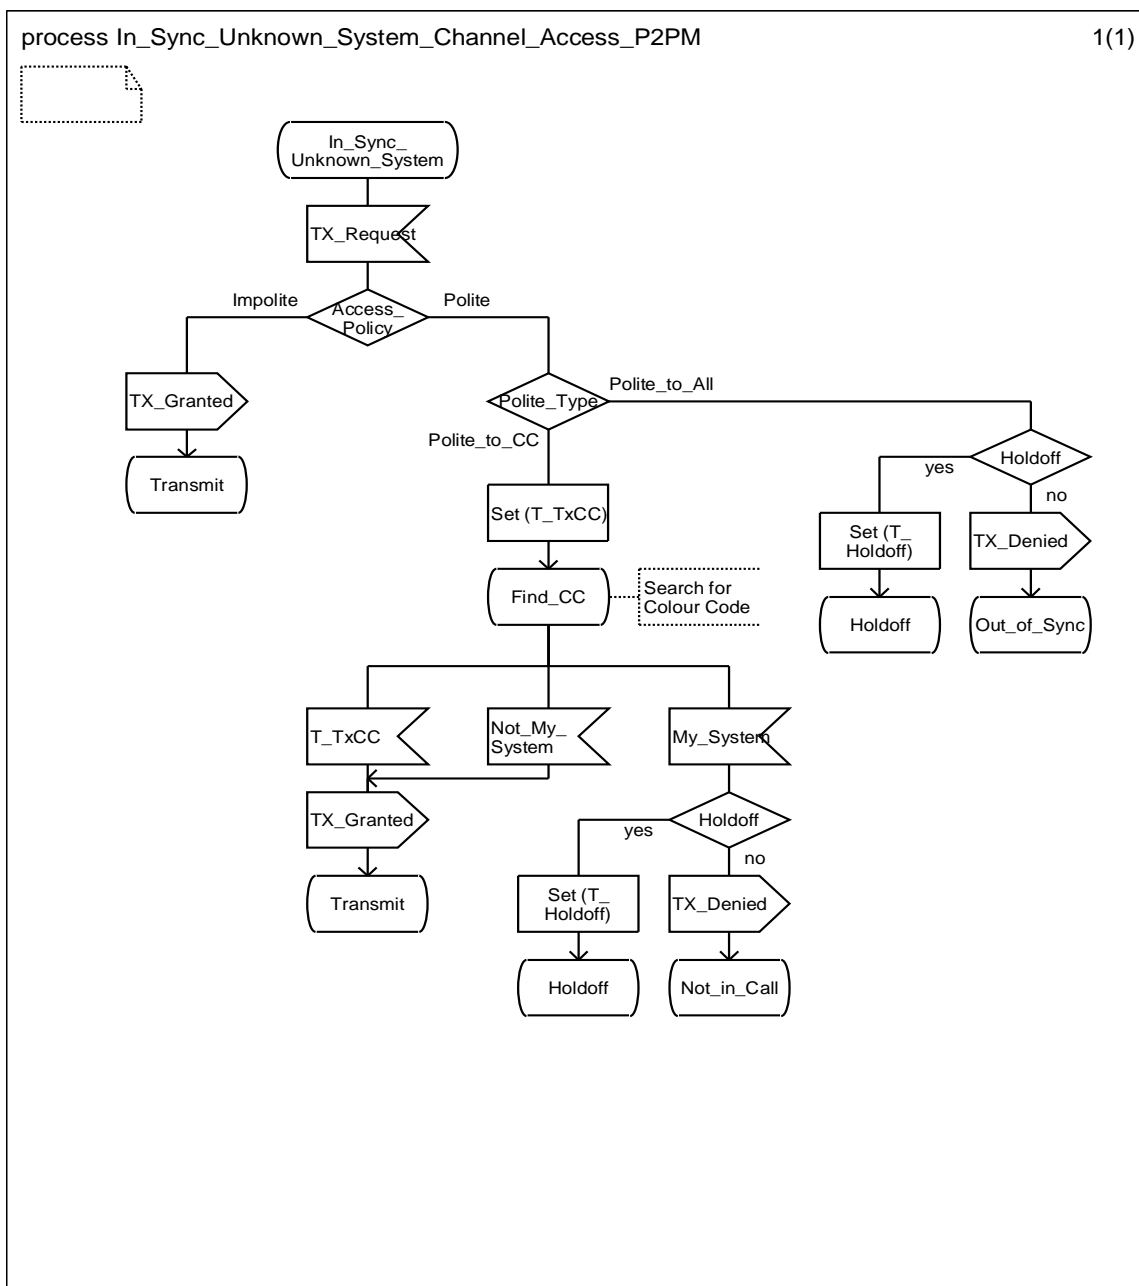 process In_Sync_Unknown_System_Channel_Access_P2PM
1(1)
In_Sync_
Unknown_System
TX_Request
Impolite
Access_
Policy
Polite
TX_Granted
Transmit
Polite_Type
Polite_to_All
Polite_to_CC
Set (T_TxCC)
Find_CC
Search for
Colour Code
Holdoff
yes
no
Set (T_
Holdoff)
TX_Denied
Holdoff
Out_of_Sync
T_TxCC
Not_My_
System
My_System
TX_Granted
Transmit
Holdoff
yes
no
Set (T_
Holdoff)
TX_Denied
Holdoff
Not_in_Call